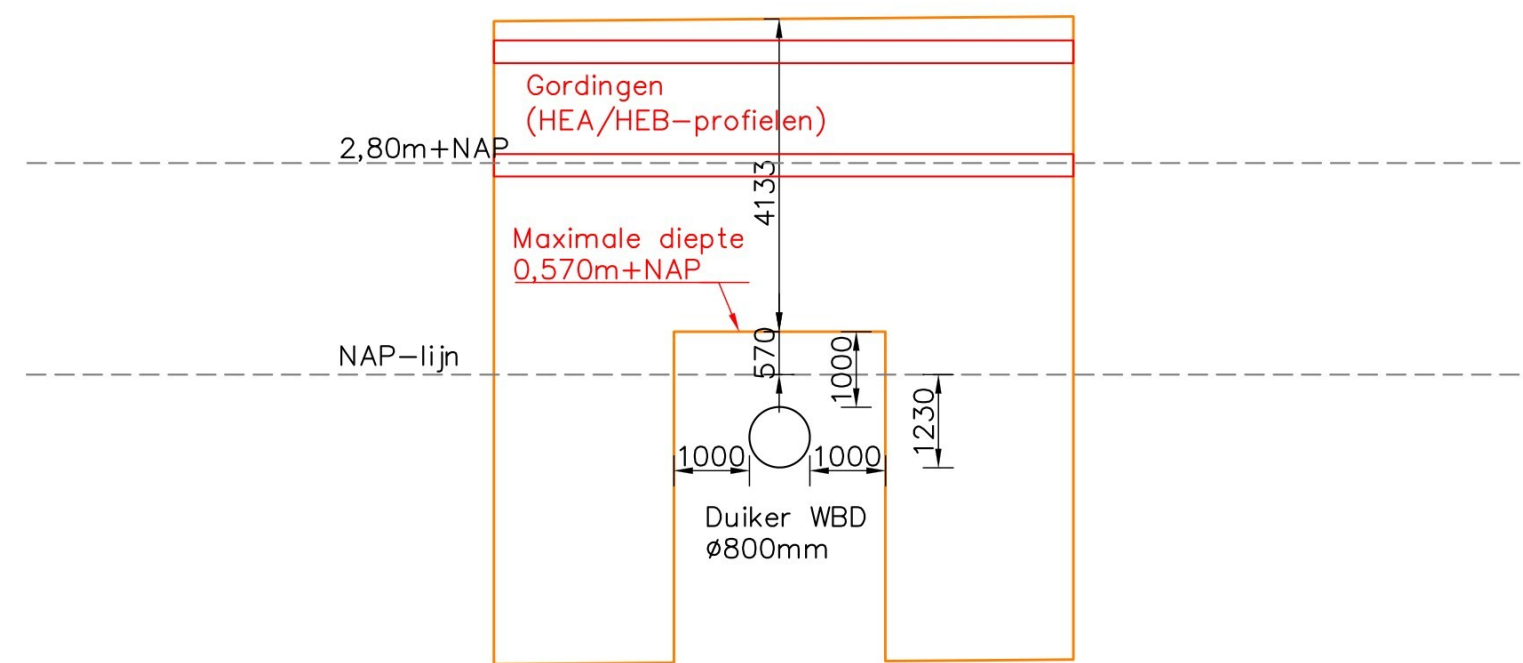 Gordingen
(HEA/HEB-profielen)
2,80m+NAP
4133
Maximale diepte
0,570m+NAP
NAP-lijn
570
1000
1230
1000
1000
Duiker WBD
ø800mm